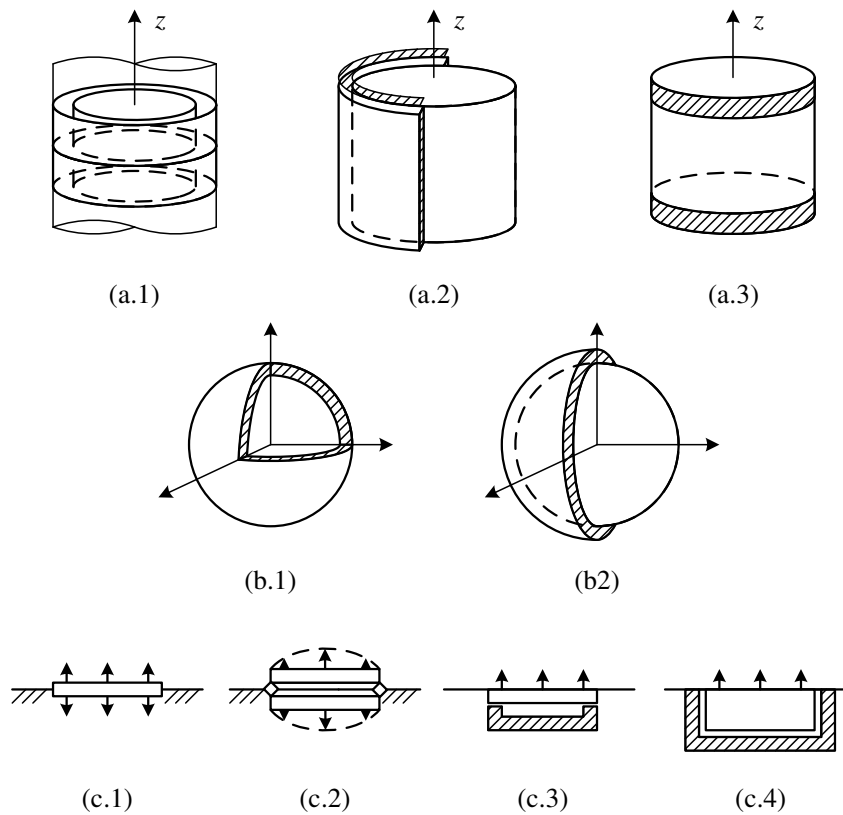 z z z
(a.1) (a.2) (a.3)
(b.1) (b2)
(c.1) (c.2) (c.3) (c.4)